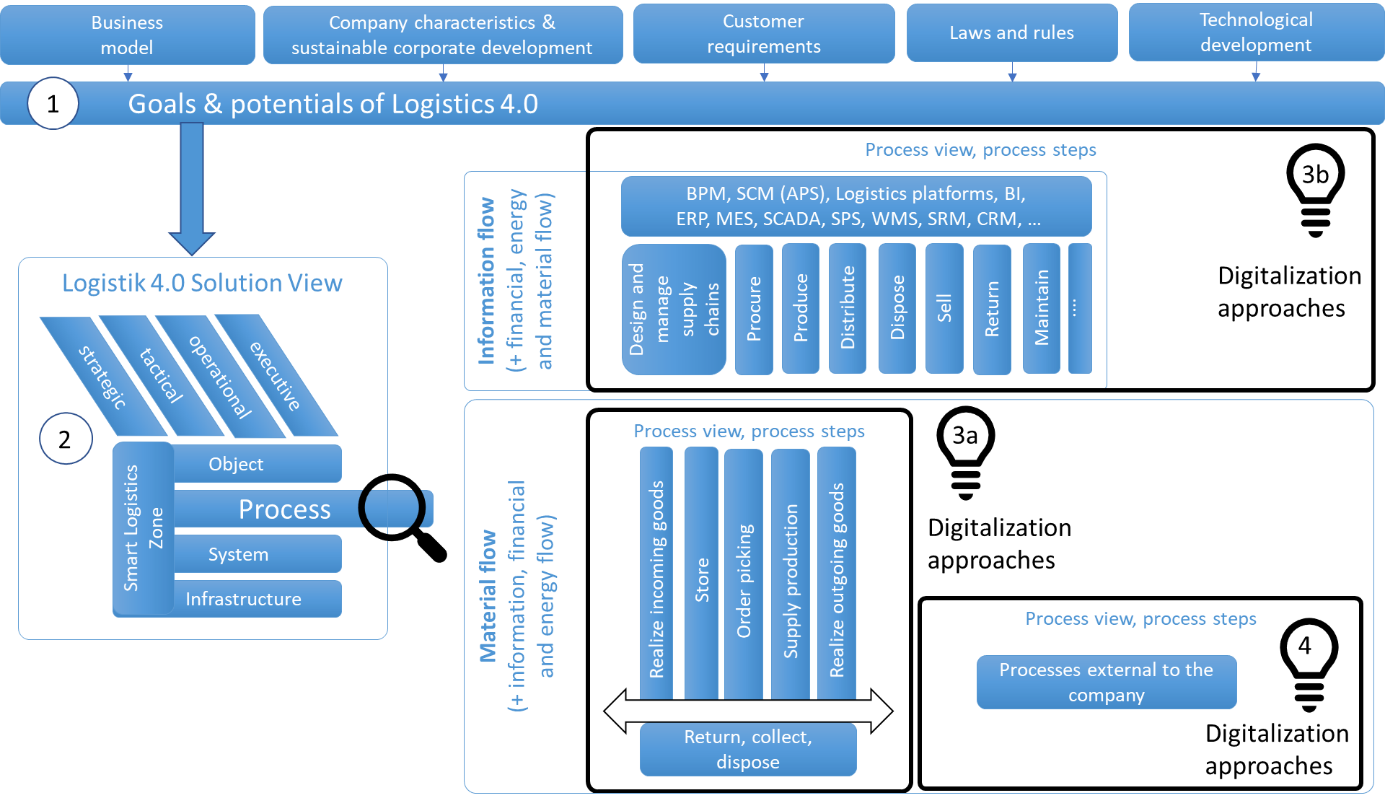 Business
model
Company characteristics &
sustainable corporate development
Customer
requirements
Laws and rules
Technological
development
1
Goals & potentials of Logistics 4.0
Logistik 4.0 Solution View
strategic
tactical
operational
executive
2
Smart Logistics
Zone
Object
Process
System
Infrastructure
Information flow
(+ financial, energy
and material flow)
Process view, process steps
BPM, SCM (APS), Logistics platforms, BI,
ERP, MES, SCADA, SPS, WMS, SRM, CRM, ...
Design and
manage
supply
chains
Procure
Produce
Distribute
Dispose
Sell
Return
Maintain
....
3b
Digitalization
approaches
Material flow
(+ information, financial
and energy flow)
Process view, process steps
Realize incoming goods
Store
Order picking
Supply production
Realize outgoing goods
Return, collect,
dispose
3a
Digitalization
approaches
Process view, process steps
Processes external to the
company
4
Digitalization
approaches